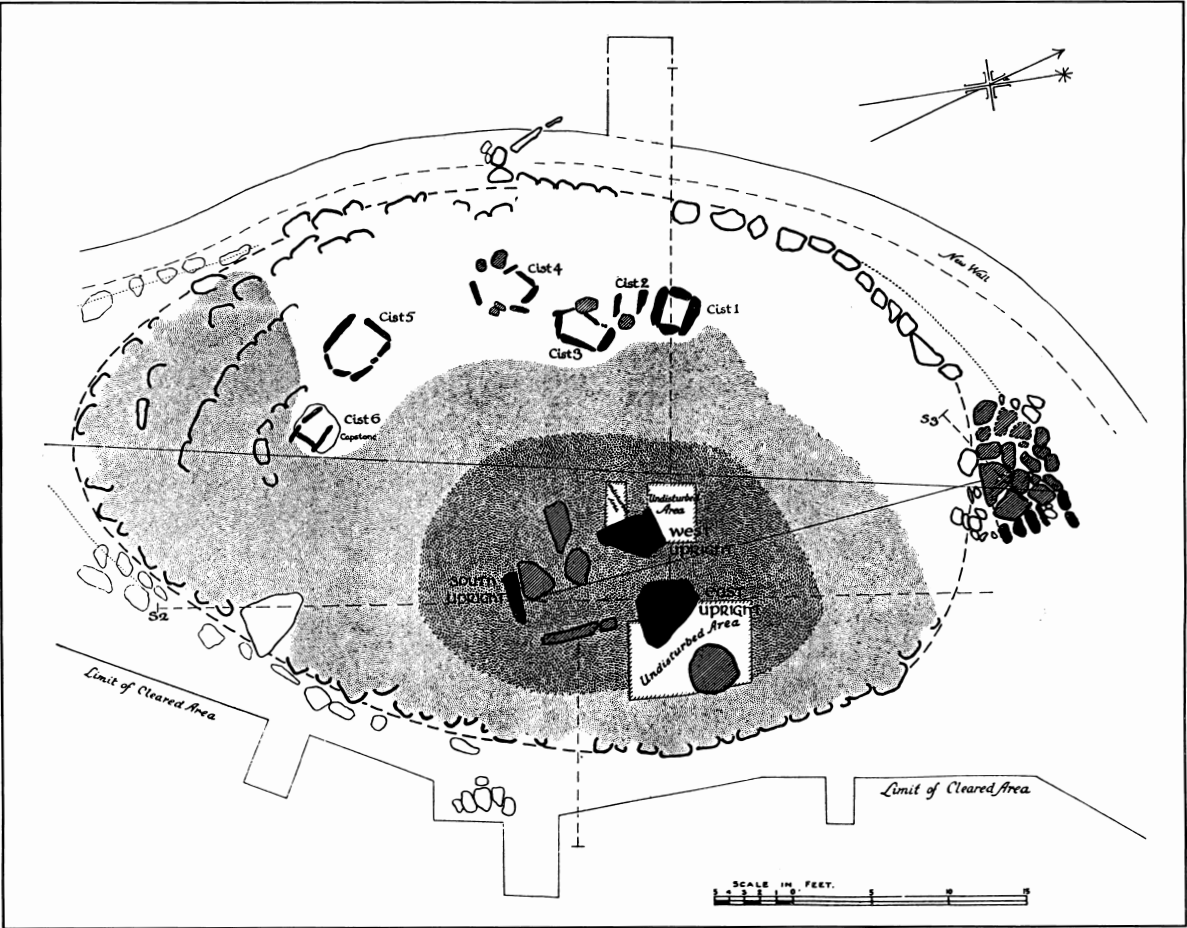 New Wall
Cist 4
Cist 2
Cist 1
Cist 5
Cist 3
Cist 6
Capstone
S3
Undisturbed
Area
WEST
UPRIGHT
SOUTH
UPRIGHT
EAST
UPRIGHT
Undisturbed Area
S2
Limit of Cleared Area
Limit of Cleared Area
SCALE IN FEET.
5 4 3 2 1 0 5 10 15